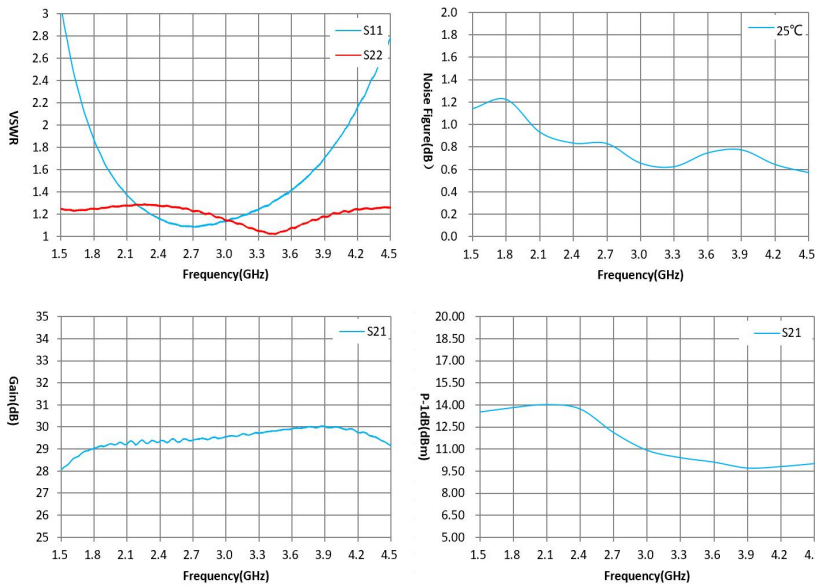 3
2.8
2.6
2.4
2.2
2
1.8
1.6
1.4
1.2
1
VSWR
S11
S22
1.5 1.8 2.1 2.4 2.7 3.0 3.3 3.6 3.9 4.2 4.5
Frequency(GHz)
2.0
1.8
1.6
1.4
1.2
1.0
0.8
0.6
0.4
0.2
0.0
Noise Figure(dB)
25℃
1.5 1.8 2.1 2.4 2.7 3.0 3.3 3.6 3.9 4.2 4.5
Frequency(GHz)
35
34
33
32
31
30
29
28
27
26
25
Gain(dB)
S21
1.5 1.8 2.1 2.4 2.7 3.0 3.3 3.6 3.9 4.2 4.5
Frequency(GHz)
20.00
18.50
17.00
15.50
14.00
12.50
11.00
9.50
8.00
6.50
5.00
P-1dB(dBm)
S21
1.5 1.8 2.1 2.4 2.7 3.0 3.3 3.6 3.9 4.2 4.5
Frequency(GHz)